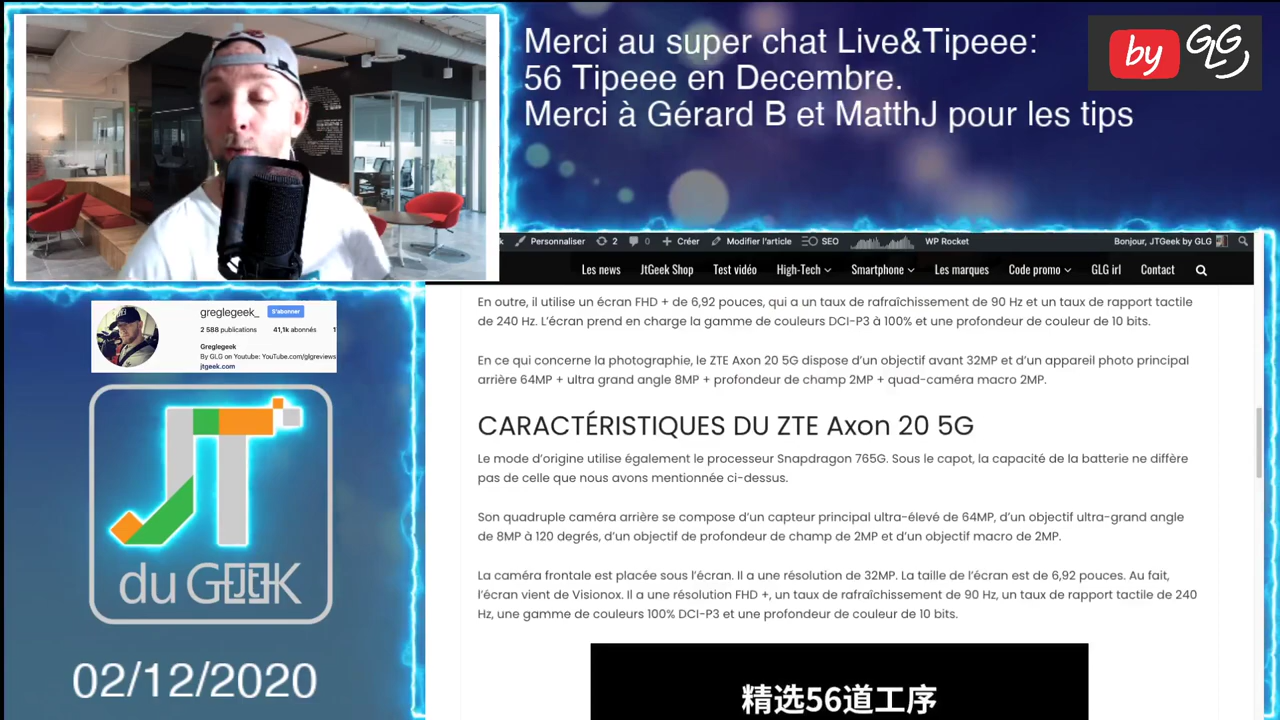 Merci au super chat Live&Tipeee:
56 Tipeee en Decembre.
Merci à Gérard B et MatthJ pour les tips
by GLG
k Personnaliser 2 0 Créer Modifier l'article SEO WP Rocket Bonjour, JTGeek by GLG
Les news JtGeek Shop Test vidéo High-Tech Smartphone Les marques Code promo GLG irl Contact
En outre, il utilise un écran FHD + de 6,92 pouces, qui a un taux de rafraîchissement de 90 Hz et un taux de rapport tactile
de 240 Hz. L'écran prend en charge la gamme de couleurs DCI-P3 à 100% et une profondeur de couleur de 10 bits.
En ce qui concerne la photographie, le ZTE Axon 20 5G dispose d'un objectif avant 32MP et d'un appareil photo principal
arrière 64MP + ultra grand angle 8MP + profondeur de champ 2MP + quad-caméra macro 2MP.
CARACTÉRISTIQUES DU ZTE Axon 20 5G
Le mode d'origine utilise également le processeur Snapdragon 765G. Sous le capot, la capacité de la batterie ne diffère
pas de celle que nous avons mentionnée ci-dessus.
Son quadruple caméra arrière se compose d'un capteur principal ultra-élevé de 64MP, d'un objectif ultra-grand angle
de 8MP à 120 degrés, d'un objectif de profondeur de champ de 2MP et d'un objectif macro de 2MP.
La caméra frontale est placée sous l'écran. Il a une résolution de 32MP. La taille de l'écran est de 6,92 pouces. Au fait,
l'écran vient de Visionox. Il a une résolution FHD +, un taux de rafraîchissement de 90 Hz, un taux de rapport tactile de 240
Hz, une gamme de couleurs 100% DCI-P3 et une profondeur de couleur de 10 bits.
精选56道工序
greglegeek_ S'abonner
2 588 publications 41,1k abonnés 1
Greglegeek
By GLG on Youtube: YouTube.com/glgreviews
jtgeek.com
JT
du GEEK
02/12/2020